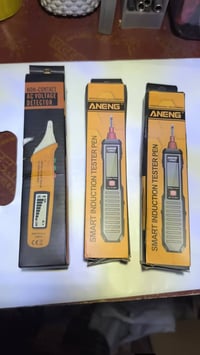 NON-CONTACT
AC VOLTAGE
DETECTOR
ANENG
SMART INDUCTION TESTER PEN
ANENG
SMART INDUCTION TESTER PEN